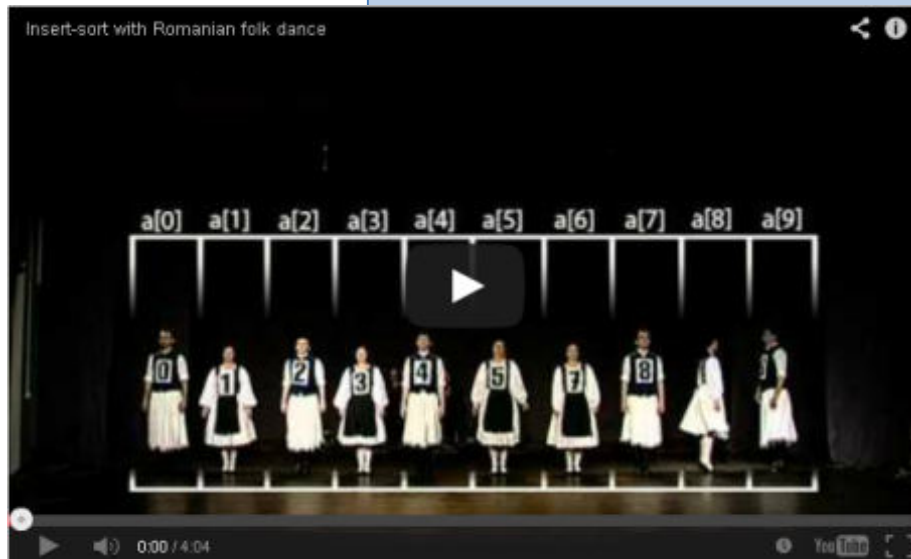 Insert-sort with Romanian folk dance
a[0] a[1] a[2] a[3] a[4] a[5] a[6] a[7] a[8] a[9]
0 1 2 3 4 5 7 8
0:00 / 4:04
YouTube